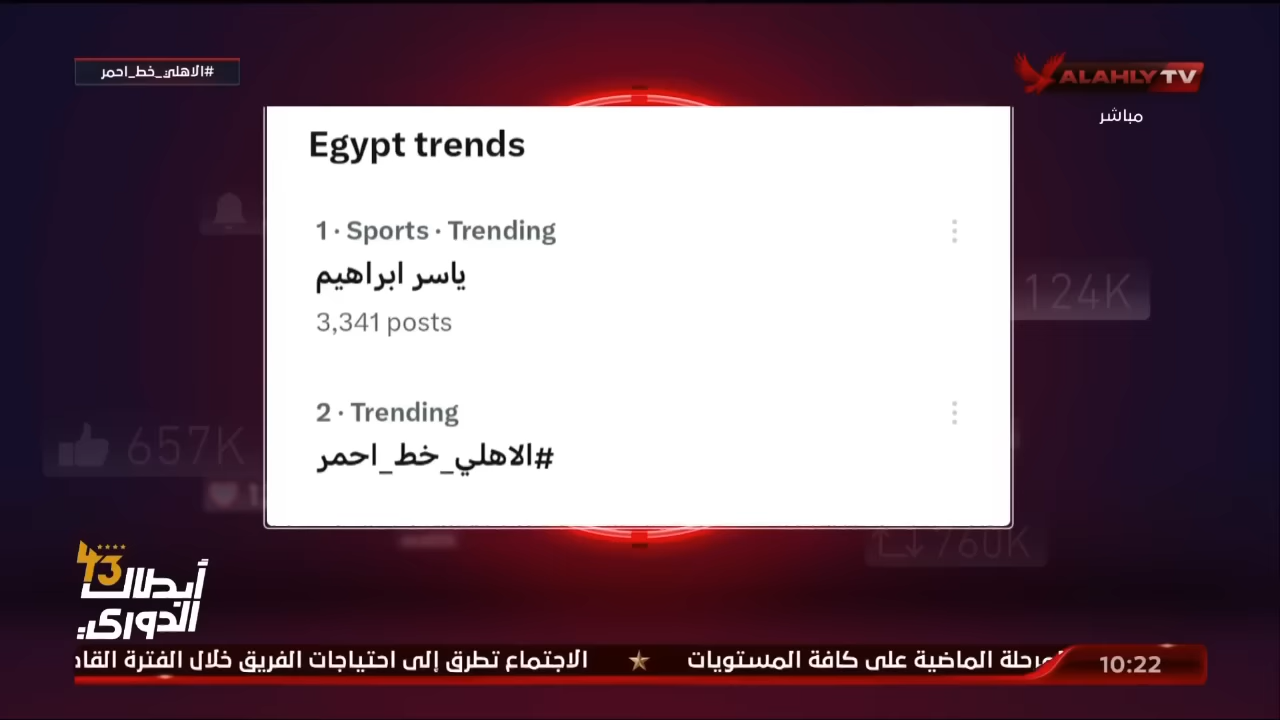 #الاهلي_خط_احمر
ALAHLY TV
مباشر
Egypt trends
1 · Sports · Trending
ياسر ابراهيم
3,341 posts
2 · Trending
#الاهلي_خط_احمر
124K
657K
760K
43
أبطال
الدوري
المرحلة الماضية على كافة المستويات ★ الاجتماع تطرق إلى احتياجات الفريق خلال الفترة
10:22